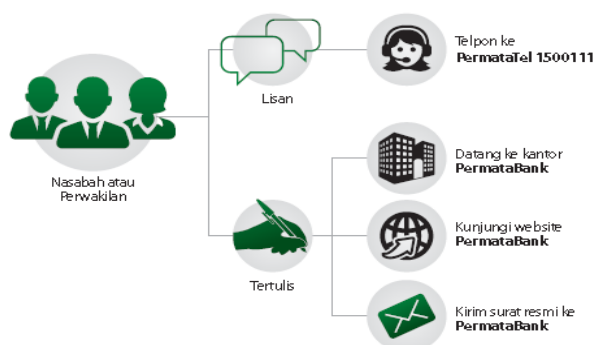 Nasabah atau
Perwakilan
Lisan
Telpon ke
PermataTel 1500111
Tertulis
Datang ke kantor
PermataBank
Kunjungi website
PermataBank
Kirim surat resmi ke
PermataBank